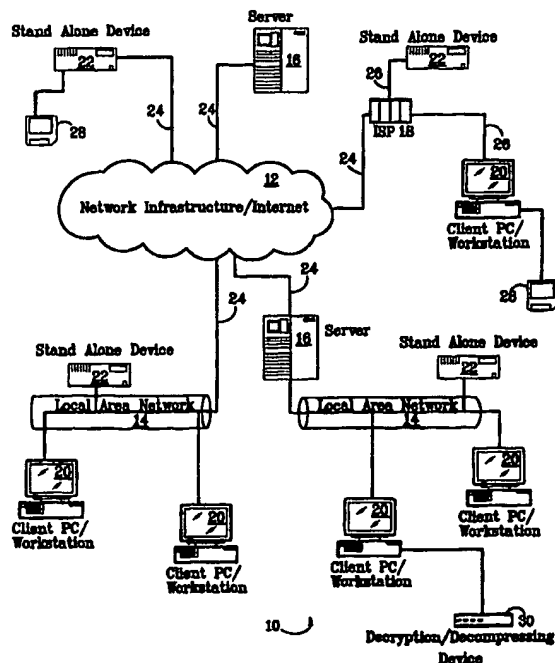 Server
Stand Alone Device
22
16
Stand Alone Device
22
26
28
24
24
ISP 18
26
24
12
Network Infrastructure/Internet
20
Client PC/
Workstation
24
24
28
16
Server
Stand Alone Device
22
Stand Alone Device
22
Local Area Network
14
Local Area Network
14
20
Client PC/
Workstation
20
Client PC/
Workstation
20
Client PC/
Workstation
20
Client PC/
Workstation
10
30
Decryption/Decompressing
Device